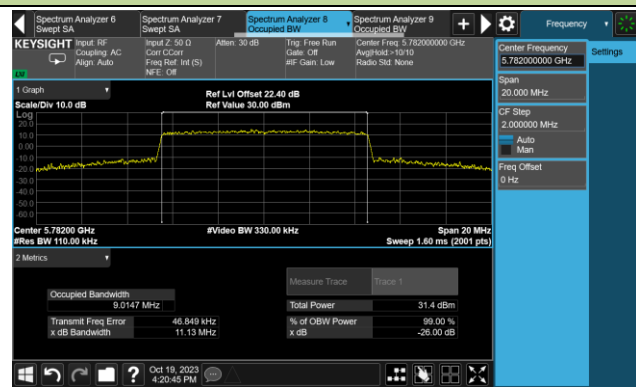 Spectrum Analyzer 6
Swept SA
Spectrum Analyzer 7
Swept SA
Spectrum Analyzer 8
Occupied BW
Spectrum Analyzer 9
Occupied BW
Frequency
KEYSIGHT
Input: RF
Coupling: AC
Align: Auto
Input Z: 50 Ω
Corr CCorr
Freq Ref: Int (S)
NFE: Off
Atten: 30 dB
Trig: Free Run
Gate: Off
#IF Gain: Low
Center Freq: 5.782000000 GHz
Avg|Hold:>10/10
Radio Std: None
Center Frequency
5.782000000 GHz
Settings
Span
20.000 MHz
CF Step
2.000000 MHz
Auto
Man
Freq Offset
0 Hz
1 Graph
Scale/Div 10.0 dB
Ref Lvl Offset 22.40 dB
Ref Value 30.00 dBm
Log
20.0
10.0
0.00
-10.0
-20.0
-30.0
-40.0
-50.0
-60.0
Center 5.78200 GHz
#Res BW 110.00 kHz
#Video BW 330.00 kHz
Span 20 MHz
Sweep 1.60 ms (2001 pts)
2 Metrics
Measure Trace
Trace 1
Occupied Bandwidth
9.0147 MHz
Total Power
31.4 dBm
Transmit Freq Error
46.849 kHz
% of OBW Power
99.00 %
x dB Bandwidth
11.13 MHz
x dB
-26.00 dB
Oct 19, 2023
4:20:45 PM